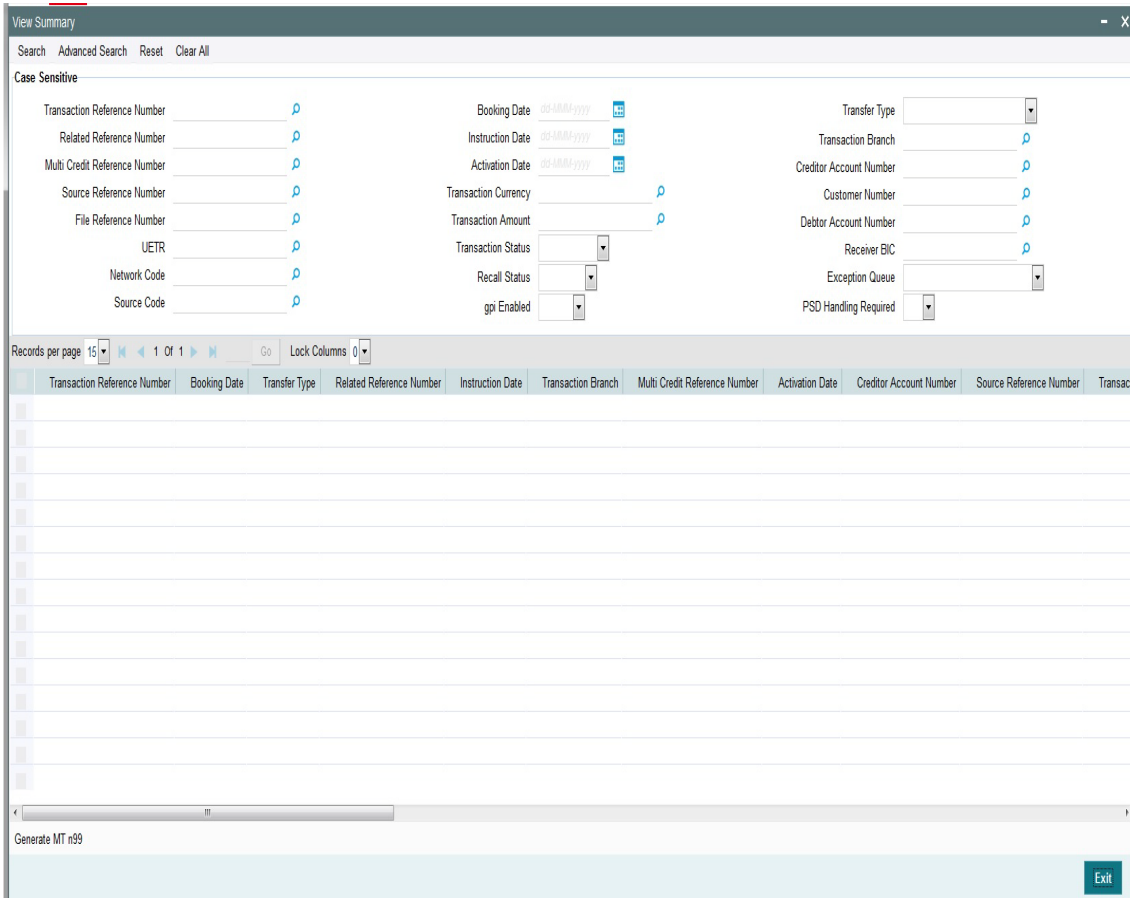 View Summary
Search Advanced Search Reset Clear All
Case Sensitive
Transaction Reference Number Booking Date dd-MMM-yyyy Transfer Type
Related Reference Number Instruction Date dd-MMM-yyyy Transaction Branch
Multi Credit Reference Number Activation Date dd-MMM-yyyy Creditor Account Number
Source Reference Number Transaction Currency Customer Number
File Reference Number Transaction Amount Debtor Account Number
UETR Transaction Status Receiver BIC
Network Code Recall Status Exception Queue
Source Code gpi Enabled PSD Handling Required
Records per page 15 1 Of 1 Go Lock Columns 0
Transaction Reference Number Booking Date Transfer Type Related Reference Number Instruction Date Transaction Branch Multi Credit Reference Number Activation Date Creditor Account Number Source Reference Number Transac
Generate MT n99
Exit